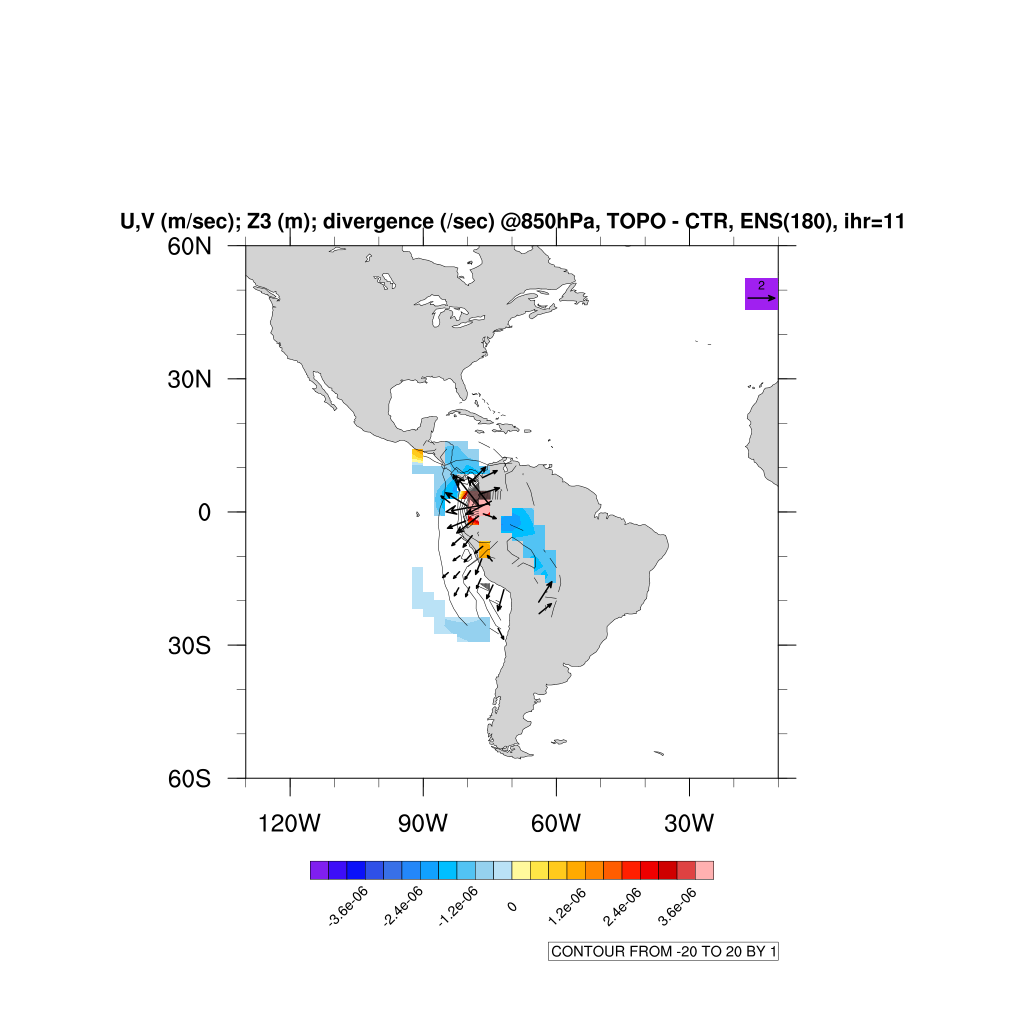 U,V (m/sec); Z3 (m); divergence (/sec) @850hPa, TOPO - CTR, ENS(180), ihr=11
60N
2
30N
0
30S
60S
120W 90W 60W 30W
-3.6e-06 -2.4e-06 -1.2e-06 0 1.2e-06 2.4e-06 3.6e-06
CONTOUR FROM -20 TO 20 BY 1